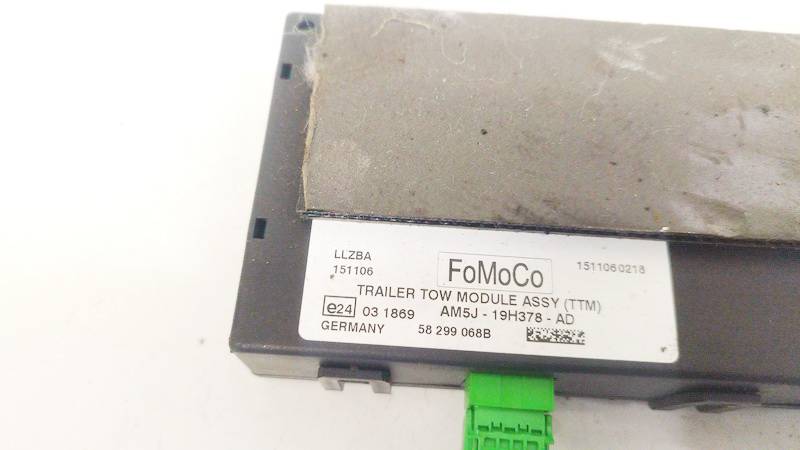 LLZBA
151106
FoMoCo
1511060218
TRAILER TOW MODULE ASSY (TTM)
e24 03 1869 AM5J - 19H378 - AD
GERMANY 58 299 068B